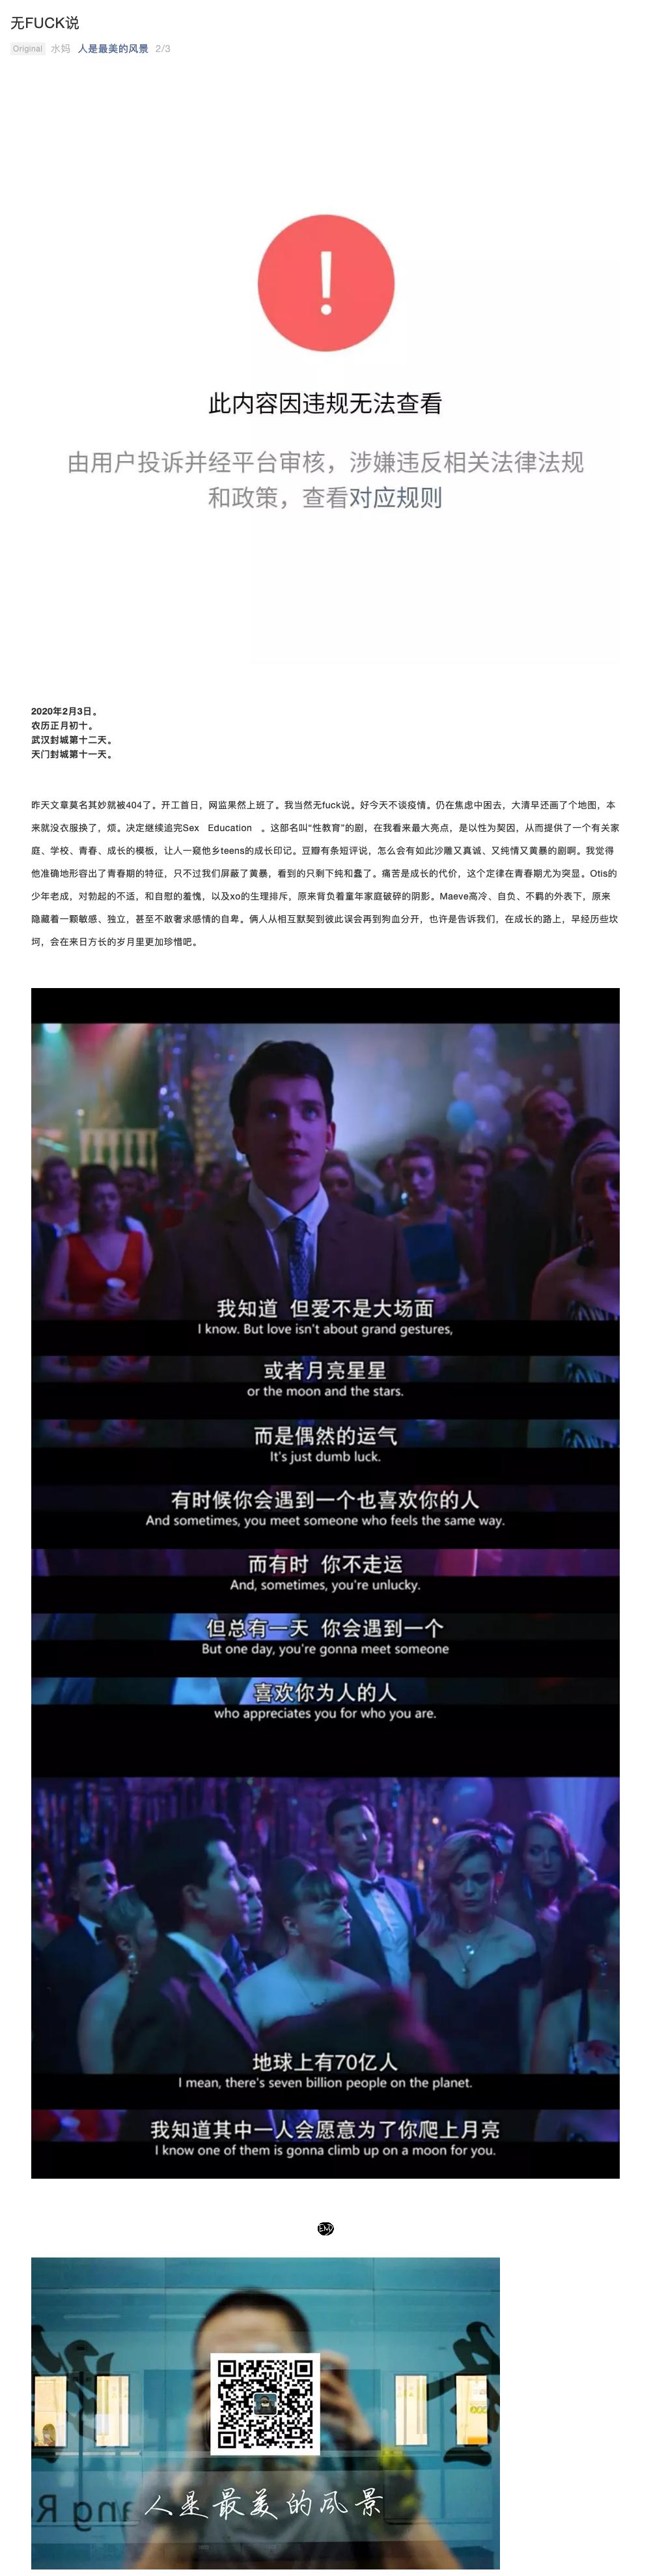 无FUCK说
Original 水妈 人是最美的风景 2/3
!
此内容因违规无法查看
由用户投诉并经平台审核，涉嫌违反相关法律法规
和政策，查看对应规则
2020年2月3日。
农历正月初十。
武汉封城第十二天。
天门封城第十一天。
昨天文章莫名其妙就被404了。开工首日，网监果然上班了。我当然无fuck说。好今天不谈疫情。仍在焦虑中困去，大清早还画了个地图，本
来就没衣服换了，烦。决定继续追完Sex Education 。这部名叫“性教育”的剧，在我看来最大亮点，是以性为契因，从而提供了一个有关家
庭、学校、青春、成长的模板，让人一窥他乡teens的成长印记。豆瓣有条短评说，怎么会有如此沙雕又真诚、又纯情又黄暴的剧啊。我觉得
他准确地形容出了青春期的特征，只不过我们屏蔽了黄暴，看到的只剩下纯和蠢了。痛苦是成长的代价，这个定律在青春期尤为突显。Otis的
少年老成，对勃起的不适，和自慰的羞愧，以及xo的生理排斥，原来背负着童年家庭破碎的阴影。Maeve高冷、自负、不羁的外表下，原来
隐藏着一颗敏感、独立，甚至不敢奢求感情的自卑。俩人从相互默契到彼此误会再到狗血分开，也许是告诉我们，在成长的路上，早经历些坎
坷，会在来日方长的岁月里更加珍惜吧。
我知道 但爱不是大场面
I know. But love isn't about grand gestures,
或者月亮星星
or the moon and the stars.
而是偶然的运气
It's just dumb luck.
有时候你会遇到一个也喜欢你的人
And sometimes, you meet someone who feels the same way.
而有时 你不走运
And, sometimes, you're unlucky.
但总有一天 你会遇到一个
But one day, you're gonna meet someone
喜欢你为人的人
who appreciates you for who you are.
地球上有70亿人
I mean, there's seven billion people on the planet.
我知道其中一人会愿意为了你爬上月亮
I know one of them is gonna climb up on a moon for you.
人是最美的风景